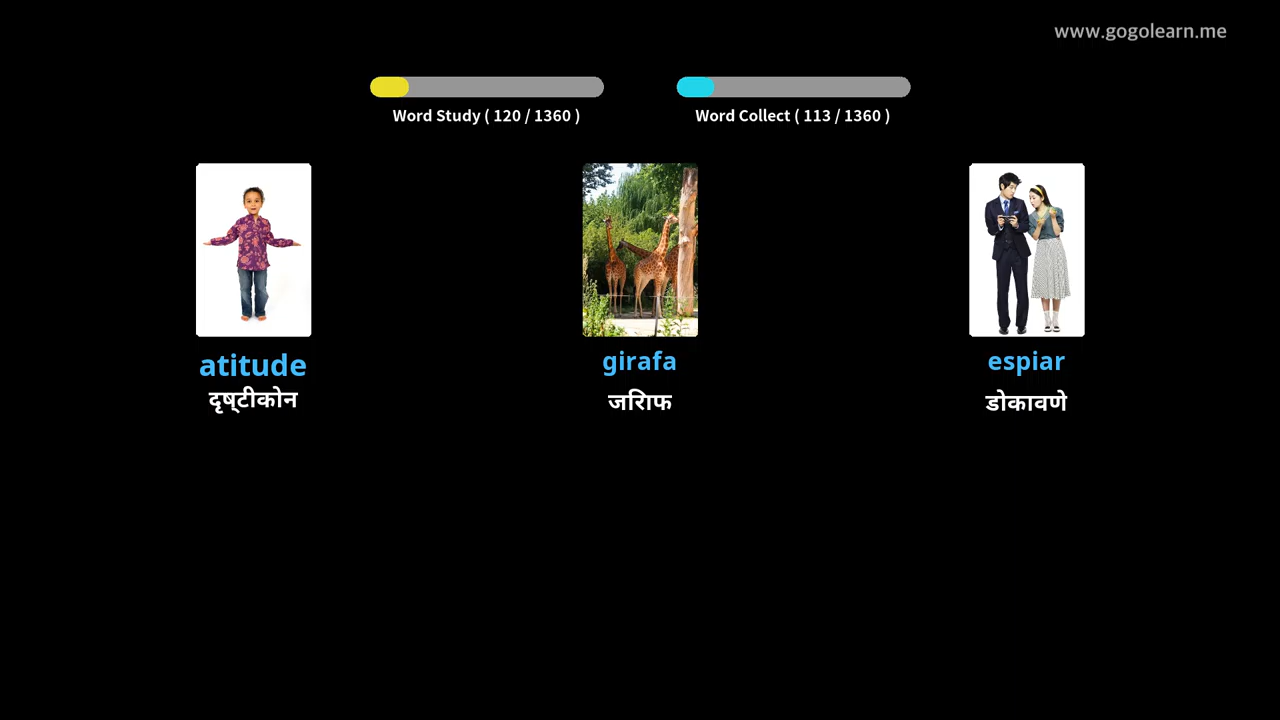 www.gogolearn.me
Word Study ( 120 / 1360 )
Word Collect ( 113 / 1360 )
atitude
girafa
espiar
दृष्टीकोन
जिराफ
डोकावणे